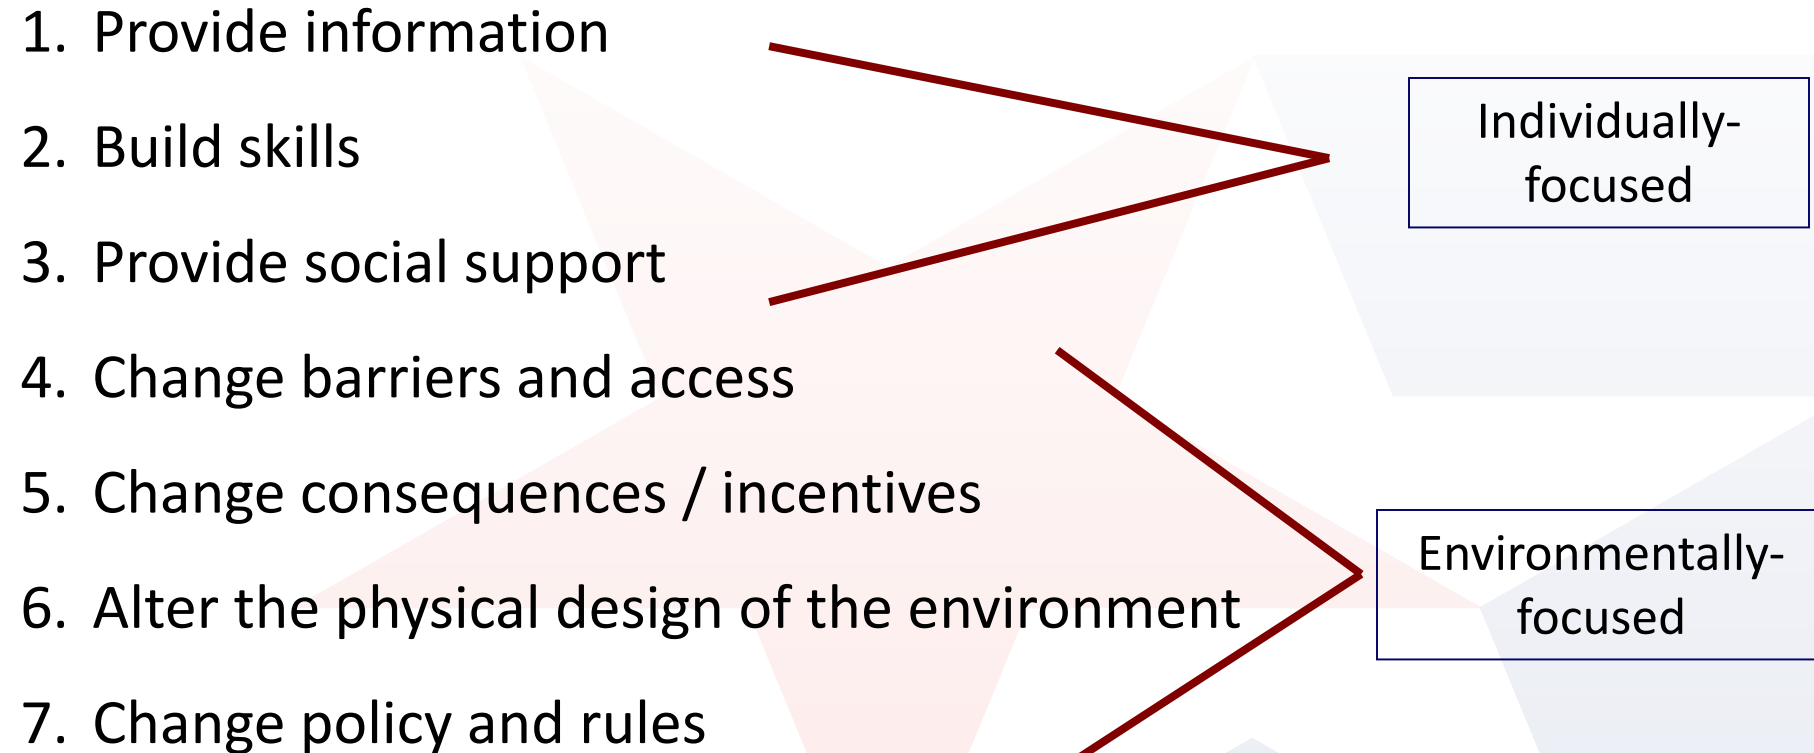 1. Provide information
2. Build skills
3. Provide social support
4. Change barriers and access
5. Change consequences / incentives
6. Alter the physical design of the environment
7. Change policy and rules
Individually-
focused
Environmentally-
focused